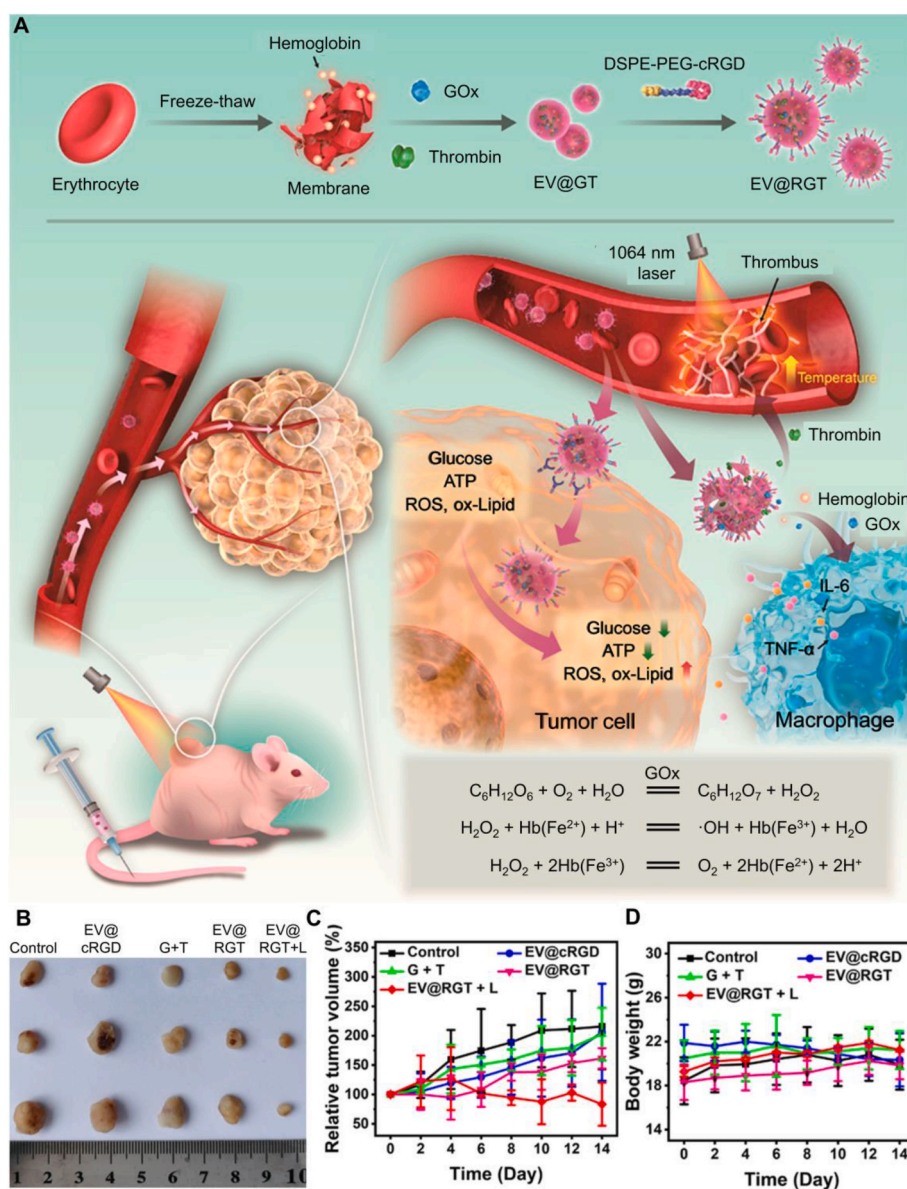 A
Hemoglobin
Freeze-thaw
Erythrocyte
Membrane
GOx
Thrombin
EV@GT
DSPE-PEG-cRGD
EV@RGT
1064 nm
laser
Thrombus
Temperature
Thrombin
Hemoglobin
GOx
Glucose
ATP
ROS, ox-Lipid
IL-6
TNF-α
Glucose
ATP
ROS, ox-Lipid
Tumor cell
Macrophage
GOx
C₆H₁₂O₆ + O₂ + H₂O = C₆H₁₂O₇ + H₂O₂
H₂O₂ + Hb(Fe²⁺) + H⁺ = ·OH + Hb(Fe³⁺) + H₂O
H₂O₂ + 2Hb(Fe³⁺) = O₂ + 2Hb(Fe²⁺) + 2H⁺
B
Control
EV@
cRGD
G+T
EV@
RGT
EV@
RGT+L
1 2 3 4 5 6 7 8 9 10
C
Relative tumor volume (%)
350
300
250
200
150
100
50
Control
EV@cRGD
G + T
EV@RGT
EV@RGT + L
0 2 4 6 8 10 12 14
Time (Day)
D
Body weight (g)
30
26
22
18
14
Control
EV@cRGD
G + T
EV@RGT
EV@RGT + L
0 2 4 6 8 10 12 14
Time (Day)